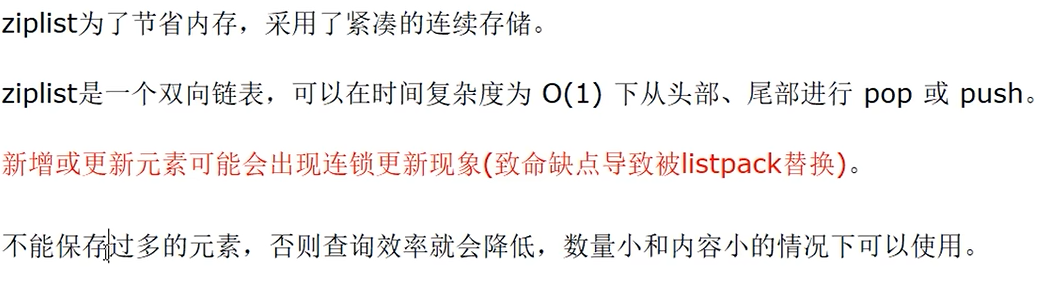 ziplist为了节省内存，采用了紧凑的连续存储。
ziplist是一个双向链表，可以在时间复杂度为 O(1) 下从头部、尾部进行 pop 或 push。
新增或更新元素可能会出现连锁更新现象(致命缺点导致被listpack替换)。
不能保存过多的元素，否则查询效率就会降低，数量小和内容小的情况下可以使用。